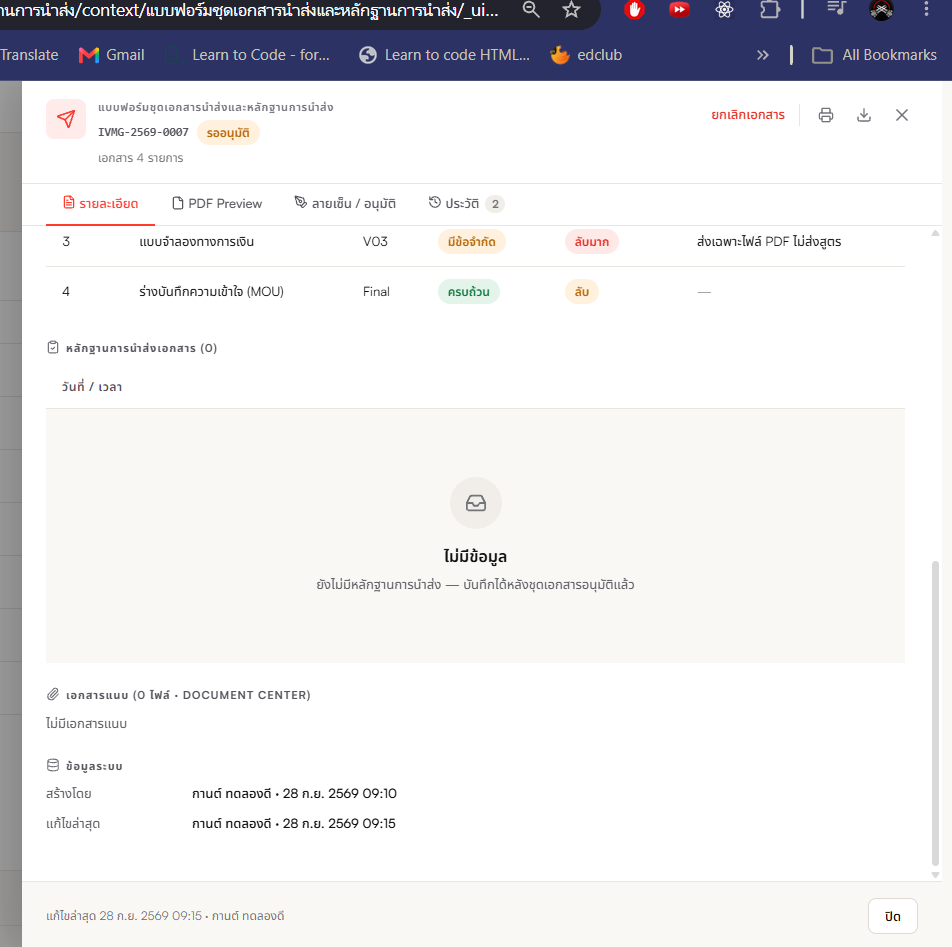 นการนำส่ง/context/แบบฟอร์มชุดเอกสารนำส่งและหลักฐานการนำส่ง/_ui...
Translate Gmail Learn to Code - for... Learn to code HTML... edclub » All Bookmarks
แบบฟอร์มชุดเอกสารนำส่งและหลักฐานการนำส่ง
IVMG-2569-0007 รออนุมัติ
เอกสาร 4 รายการ
ยกเลิกเอกสาร
รายละเอียด PDF Preview ลายเซ็น / อนุมัติ ประวัติ 2
3 แบบจำลองทางการเงิน V03 มีข้อจำกัด ลับมาก ส่งเฉพาะไฟล์ PDF ไม่ส่งสูตร
4 ร่างบันทึกความเข้าใจ (MOU) Final ครบถ้วน ลับ —
หลักฐานการนำส่งเอกสาร (0)
วันที่ / เวลา
ไม่มีข้อมูล
ยังไม่มีหลักฐานการนำส่ง — บันทึกได้หลังชุดเอกสารอนุมัติแล้ว
เอกสารแนบ (0 ไฟล์ · DOCUMENT CENTER)
ไม่มีเอกสารแนบ
ข้อมูลระบบ
สร้างโดย กานต์ ทดลองดี · 28 ก.ย. 2569 09:10
แก้ไขล่าสุด กานต์ ทดลองดี · 28 ก.ย. 2569 09:15
แก้ไขล่าสุด 28 ก.ย. 2569 09:15 · กานต์ ทดลองดี
ปิด